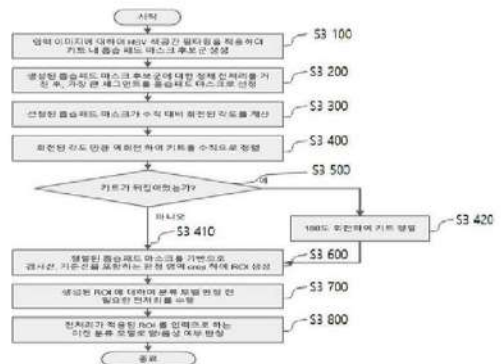 시작
입력 이미지에 대하여 HSV 색공간 필터링을 적용하여
키트 내 흡습 패드 마스크 후보군 생성
S3 100
생성된 흡습패드 마스크 후보군에 대한 형태 전처리를 거
친 후, 가장 큰 세그먼트를 흡습패드 마스크로 선정
S3 200
선정된 흡습패드 마스크가 수직 대비 회전된 각도를 계산
S3 300
회전된 각도 만큼 역회전 하여 키트를 수직으로 정렬
S3 400
키트가 뒤집어졌는가?
S3 500
예
아니오
S3 410
180도 회전하여 키트 정렬
S3 420
정렬된 흡습패드 마스크를 기반으로
검사선, 기준선을 포함하는 판정 영역 crop 하여 ROI 생성
S3 600
생성된 ROI에 대하여 분류 모델 판정 전
필요한 전처리를 수행
S3 700
전처리가 적용된 ROI를 입력으로 하는
이진 분류 모델로 양/음성 여부 판정
S3 800
종료